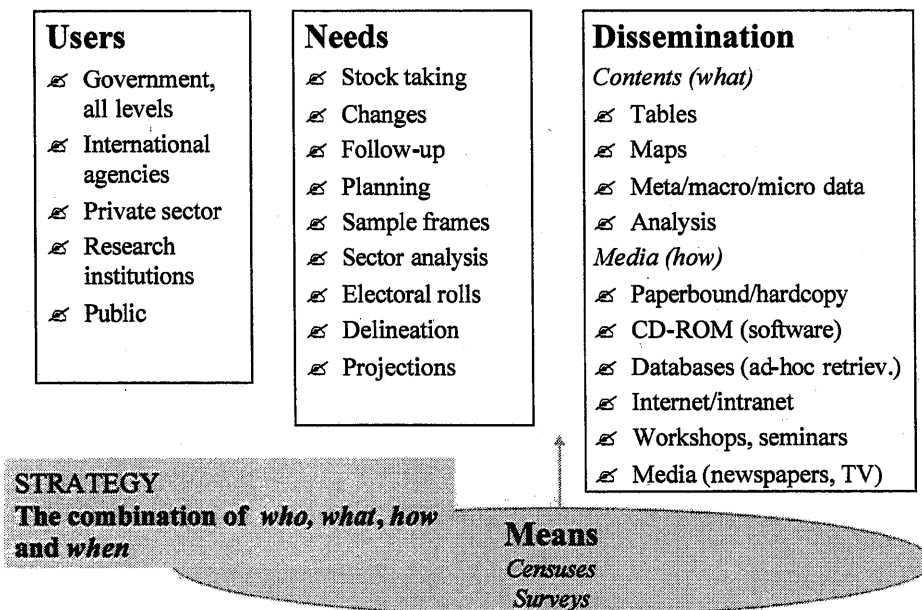 Users
Government,
all levels
International
agencies
Private sector
Research
institutions
Public
Needs
Stock taking
Changes
Follow-up
Planning
Sample frames
Sector analysis
Electoral rolls
Delineation
Projections
Dissemination
Contents (what)
Tables
Maps
Meta/macro/micro data
Analysis
Media (how)
Paperbound/hardcopy
CD-ROM (software)
Databases (ad-hoc retriev.)
Internet/intranet
Workshops, seminars
Media (newspapers, TV)
STRATEGY
The combination of who, what, how
and when
Means
Censuses
Surveys